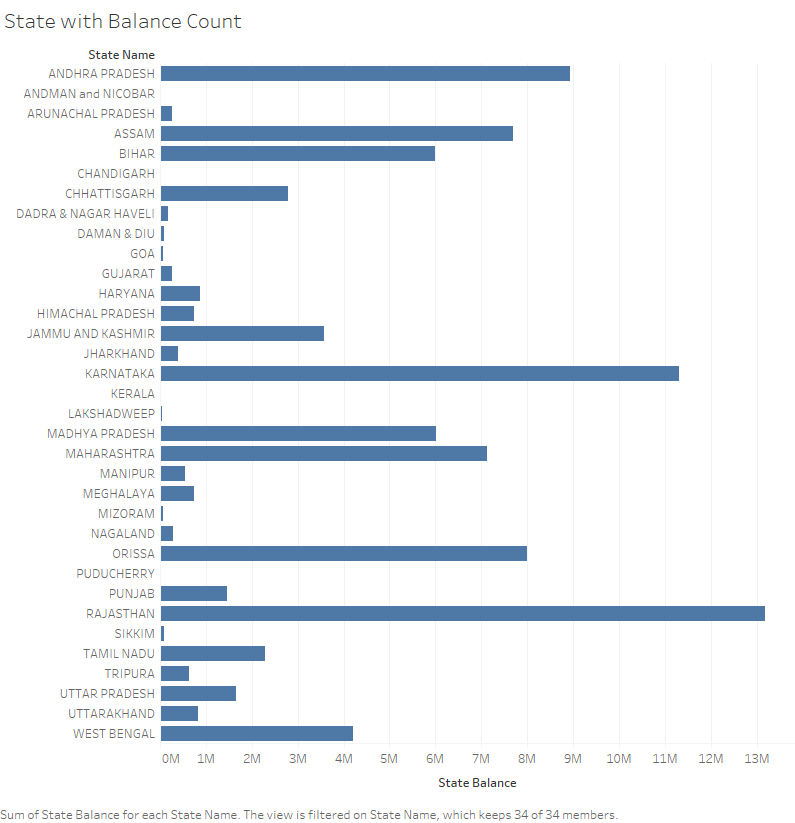 State with Balance Count
State Name
ANDHRA PRADESH
ANDMAN and NICOBAR
ARUNACHAL PRADESH
ASSAM
BIHAR
CHANDIGARH
CHHATTISGARH
DADRA & NAGAR HAVELI
DAMAN & DIU
GOA
GUJARAT
HARYANA
HIMACHAL PRADESH
JAMMU AND KASHMIR
JHARKHAND
KARNATAKA
KERALA
LAKSHADWEEP
MADHYA PRADESH
MAHARASHTRA
MANIPUR
MEGHALAYA
MIZORAM
NAGALAND
ORISSA
PUDUCHERRY
PUNJAB
RAJASTHAN
SIKKIM
TAMIL NADU
TRIPURA
UTTAR PRADESH
UTTARAKHAND
WEST BENGAL
0M 1M 2M 3M 4M 5M 6M 7M 8M 9M 10M 11M 12M 13M
State Balance
Sum of State Balance for each State Name. The view is filtered on State Name, which keeps 34 of 34 members.